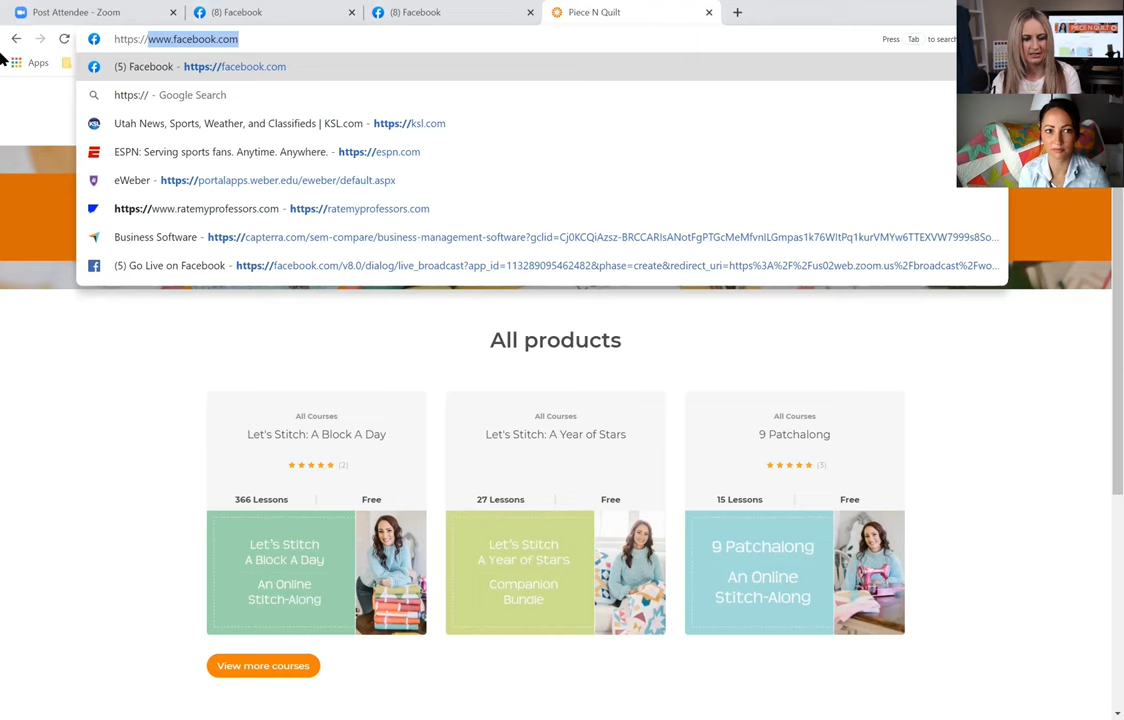 Post Attendee - Zoom
(8) Facebook
(8) Facebook
Piece N Quilt
https://www.facebook.com
Press Tab to search
(5) Facebook - https://facebook.com
https:// - Google Search
Utah News, Sports, Weather, and Classifieds | KSL.com - https://ksl.com
ESPN: Serving sports fans. Anytime. Anywhere. - https://espn.com
eWeber - https://portalapps.weber.edu/eweber/default.aspx
https://www.ratemyprofessors.com - https://ratemyprofessors.com
Business Software - https://capterra.com/sem-compare/business-management-software?gclid=
(5) Go Live on Facebook - https://facebook.com/v8.0/dialog/live_broadcast?app_id=113289095462482&phase=create&redirect_uri=https%3A%2F%2Fus02web.zoom.us%2Fbroadcast%2Fwo...
Apps
All products
All Courses
Let's Stitch: A Block A Day
(2)
366 Lessons
Free
Let's Stitch
A Block A Day
An Online
Stitch-Along
All Courses
Let's Stitch: A Year of Stars
27 Lessons
Free
Let's Stitch
A Year of Stars
Companion
Bundle
All Courses
9 Patchalong
(3)
15 Lessons
Free
9 Patchalong
An Online
Stitch-Along
View more courses